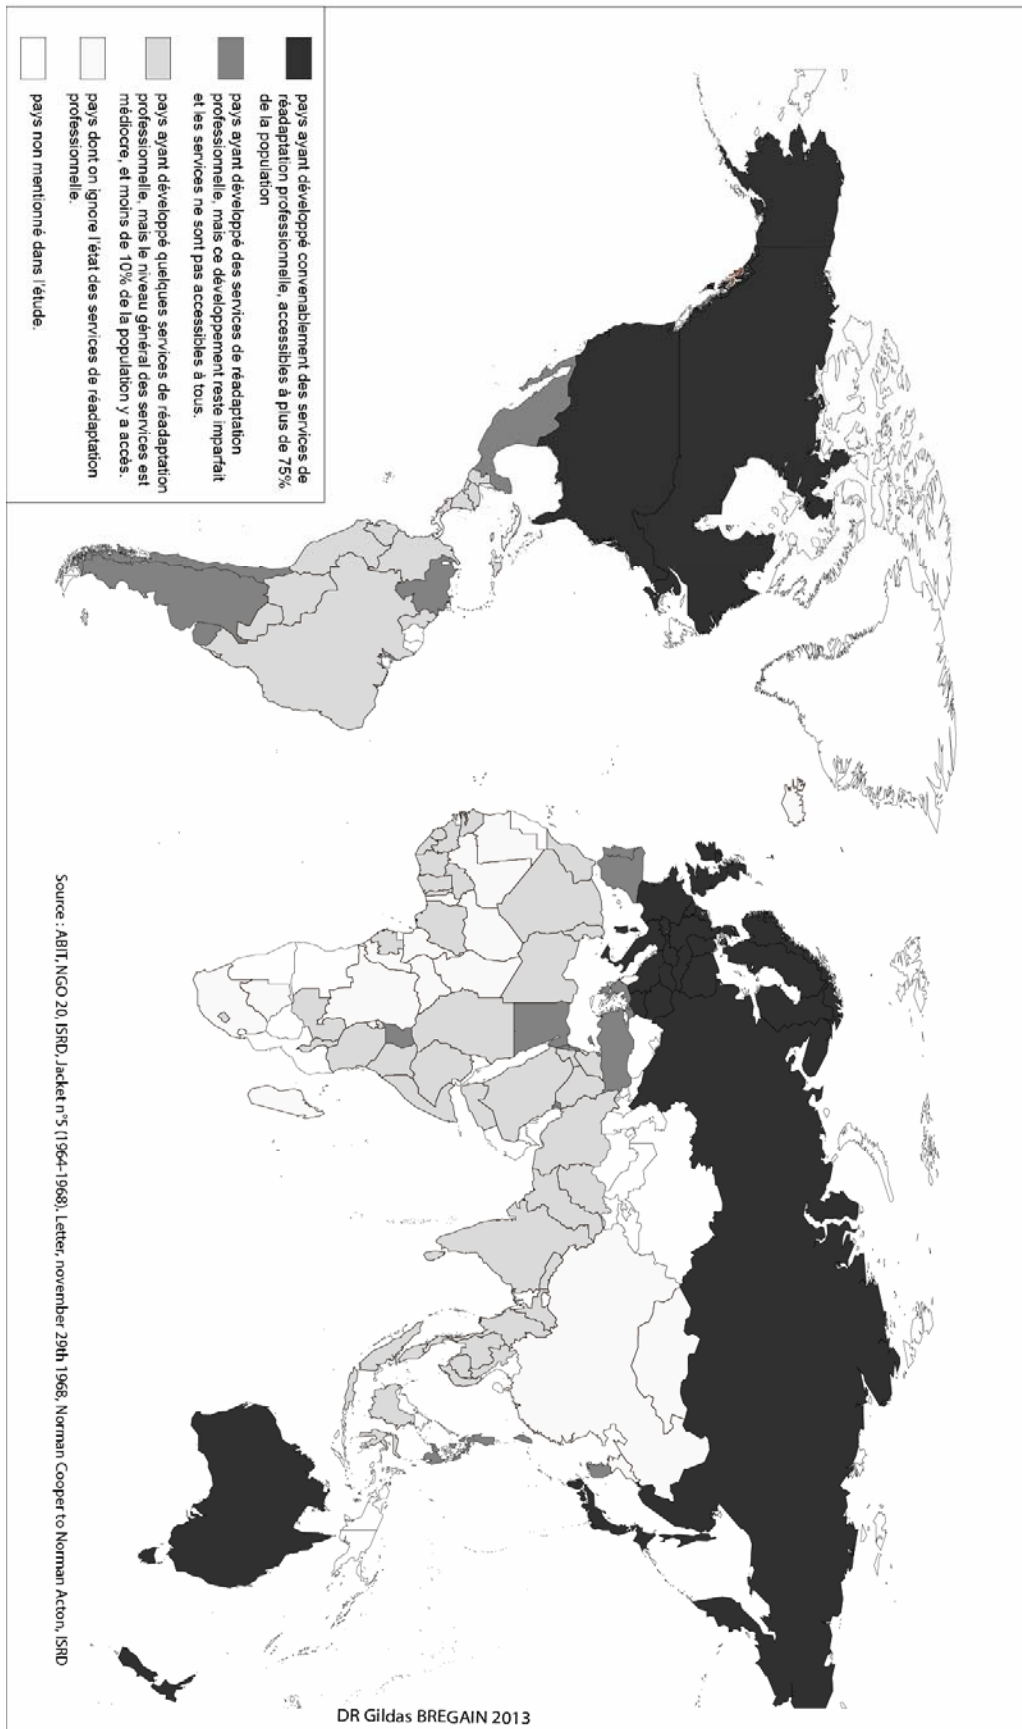 pays ayant développé convenablement des services de
réadaptation professionnelle, accessibles à plus de 75%
de la population
pays ayant développé des services de réadaptation
professionnelle, mais ce développement reste imparfait
et les services ne sont pas accessibles à tous.
pays ayant développé quelques services de réadaptation
professionnelle, mais le niveau général des services est
médiocre, et moins de 10% de la population y a accès.
pays dont on ignore l'état des services de réadaptation
professionnelle.
pays non mentionné dans l'étude.
Source : ABIT, NGO 20, ISRD, Jacket n°5 (1964-1968). Letter, november 29th 1968, Norman Cooper to Norman Acton, ISRD
DR Gildas BREGAIN 2013